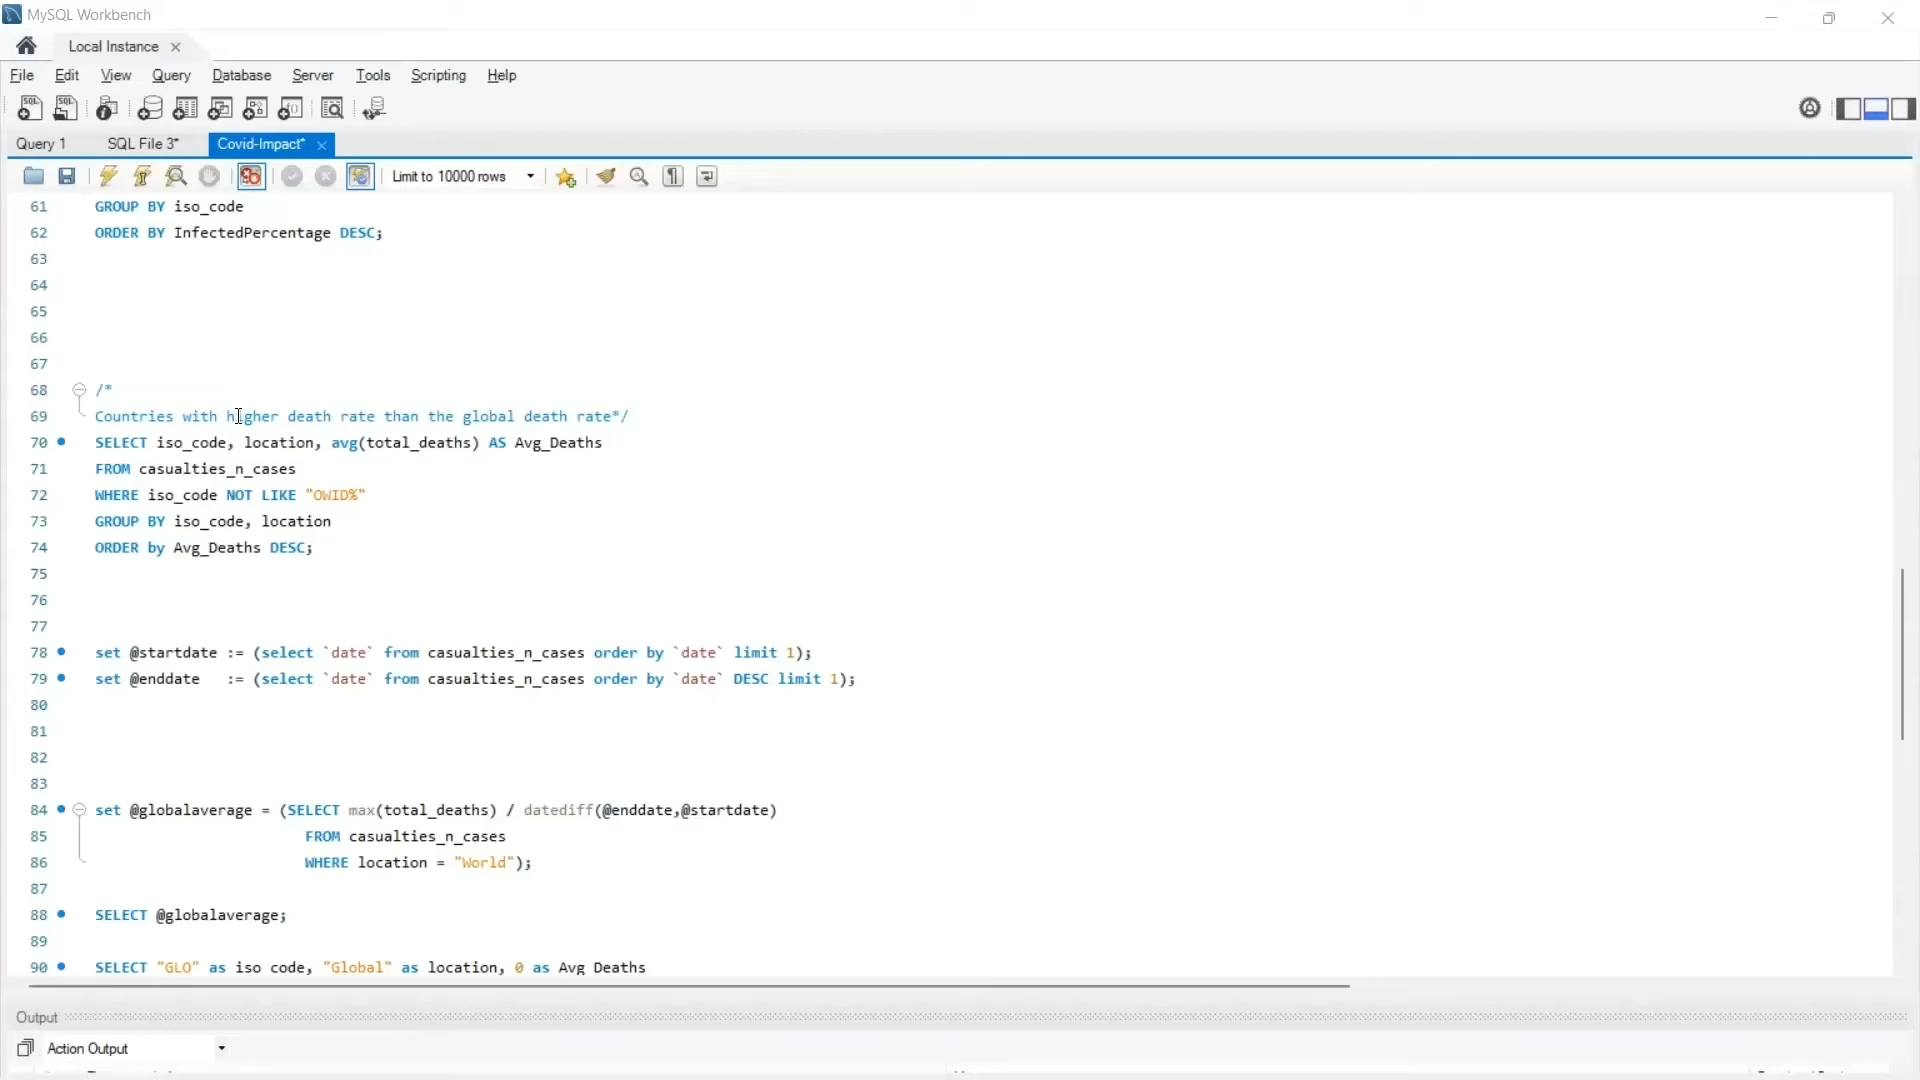 MySQL Workbench
Local Instance
File Edit View Query Database Server Tools Scripting Help
Query 1 SQL File 3* Covid-Impact*
Limit to 10000 rows
61 GROUP BY iso_code
62 ORDER BY InfectedPercentage DESC;
63
64
65
66
67
68 /*
69 Countries with higher death rate than the global death rate*/
70 SELECT iso_code, location, avg(total_deaths) AS Avg_Deaths
71 FROM casualties_n_cases
72 WHERE iso_code NOT LIKE "OWID%"
73 GROUP BY iso_code, location
74 ORDER by Avg_Deaths DESC;
75
76
77
78 set @startdate := (select `date` from casualties_n_cases order by `date` limit 1);
79 set @enddate := (select `date` from casualties_n_cases order by `date` DESC limit 1);
80
81
82
83
84 set @globalaverage = (SELECT max(total_deaths) / datediff(@enddate,@startdate)
85 FROM casualties_n_cases
86 WHERE location = "World");
87
88 SELECT @globalaverage;
89
90 SELECT "GLO" as iso_code, "Global" as location, 0 as Avg_Deaths
Output
Action Output